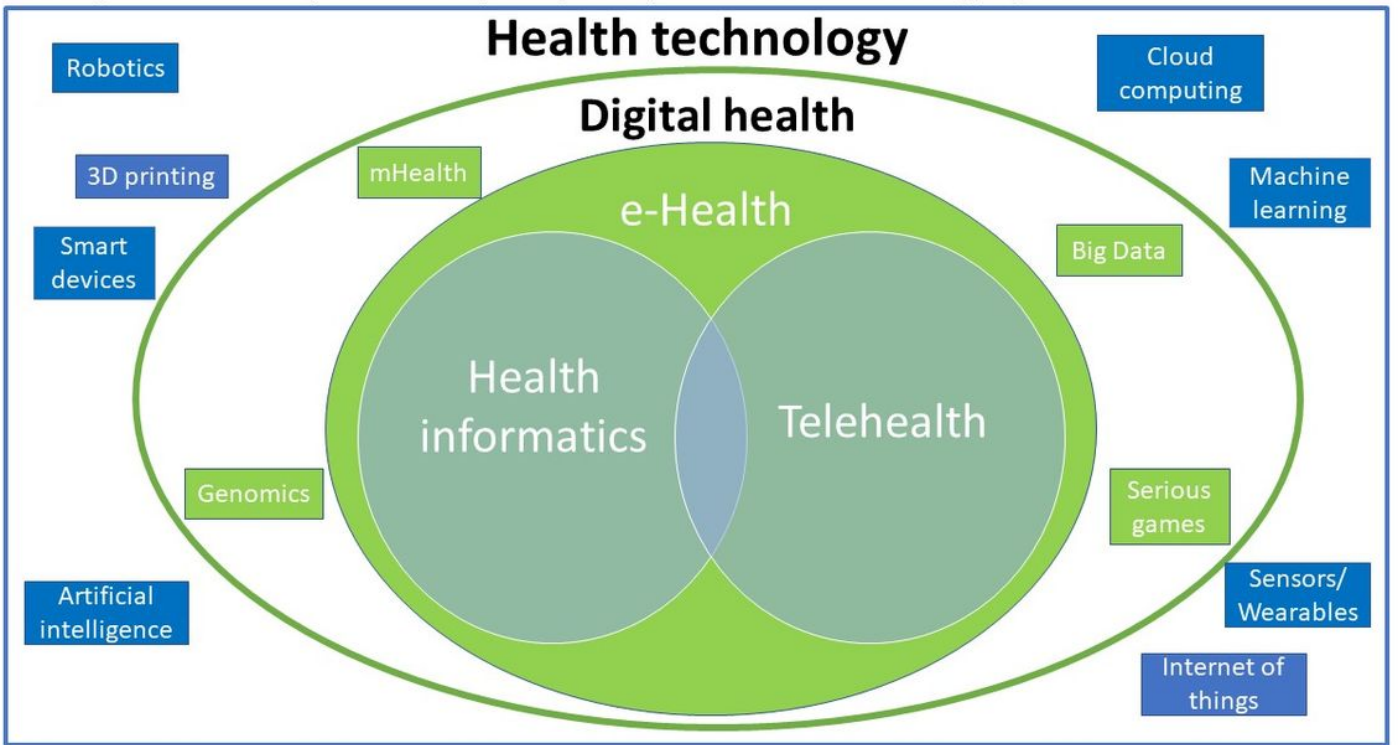 Health technology
Robotics
Cloud
computing
Digital health
3D printing
mHealth
Machine
learning
e-Health
Smart
devices
Big Data
Health
informatics
Telehealth
Genomics
Serious
games
Artificial
intelligence
Sensors/
Wearables
Internet of
things